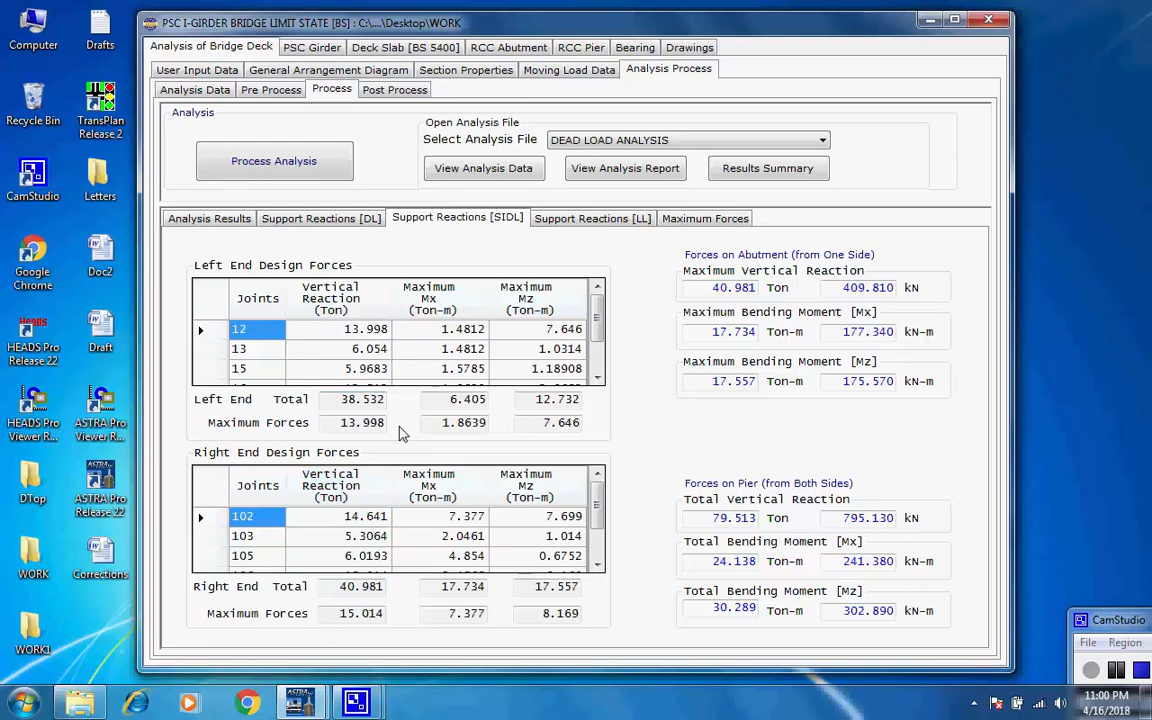 PSC I-GIRDER BRIDGE LIMIT STATE [BS] : C:\....\Desktop\WORK
Analysis of Bridge Deck PSC Girder Deck Slab [BS 5400] RCC Abutment RCC Pier Bearing Drawings
User Input Data General Arrangement Diagram Section Properties Moving Load Data Analysis Process
Analysis Data Pre Process Process Post Process
Analysis
Open Analysis File
Select Analysis File DEAD LOAD ANALYSIS
Process Analysis
View Analysis Data View Analysis Report Results Summary
Analysis Results Support Reactions [DL] Support Reactions [SIDL] Support Reactions [LL] Maximum Forces
Left End Design Forces
Joints Vertical Reaction (Ton) Maximum Mx (Ton-m) Maximum Mz (Ton-m)
12 13.998 1.4812 7.646
13 6.054 1.4812 1.0314
15 5.9683 1.5785 1.18908
Left End Total 38.532 6.405 12.732
Maximum Forces 13.998 1.8639 7.646
Right End Design Forces
Joints Vertical Reaction (Ton) Maximum Mx (Ton-m) Maximum Mz (Ton-m)
102 14.641 7.377 7.699
103 5.3064 2.0461 1.014
105 6.0193 4.854 0.6752
Right End Total 40.981 17.734 17.557
Maximum Forces 15.014 7.377 8.169
Forces on Abutment (from One Side)
Maximum Vertical Reaction
40.981 Ton 409.810 kN
Maximum Bending Moment [Mx]
17.734 Ton-m 177.340 kN-m
Maximum Bending Moment [Mz]
17.557 Ton-m 175.570 kN-m
Forces on Pier (from Both Sides)
Total Vertical Reaction
79.513 Ton 795.130 kN
Total Bending Moment [Mx]
24.138 Ton-m 241.380 kN-m
Total Bending Moment [Mz]
30.289 Ton-m 302.890 kN-m
Computer
Drafts
Recycle Bin
TransPlan Release 2
CamStudio
Letters
Google Chrome
Doc2
HEADS Pro Release 22
Draft
HEADS Pro Viewer R...
ASTRA Pro Viewer R...
DTop
ASTRA Pro Release 22
WORK
Corrections
WORK1
CamStudio
File Region
11:00 PM
4/16/2018